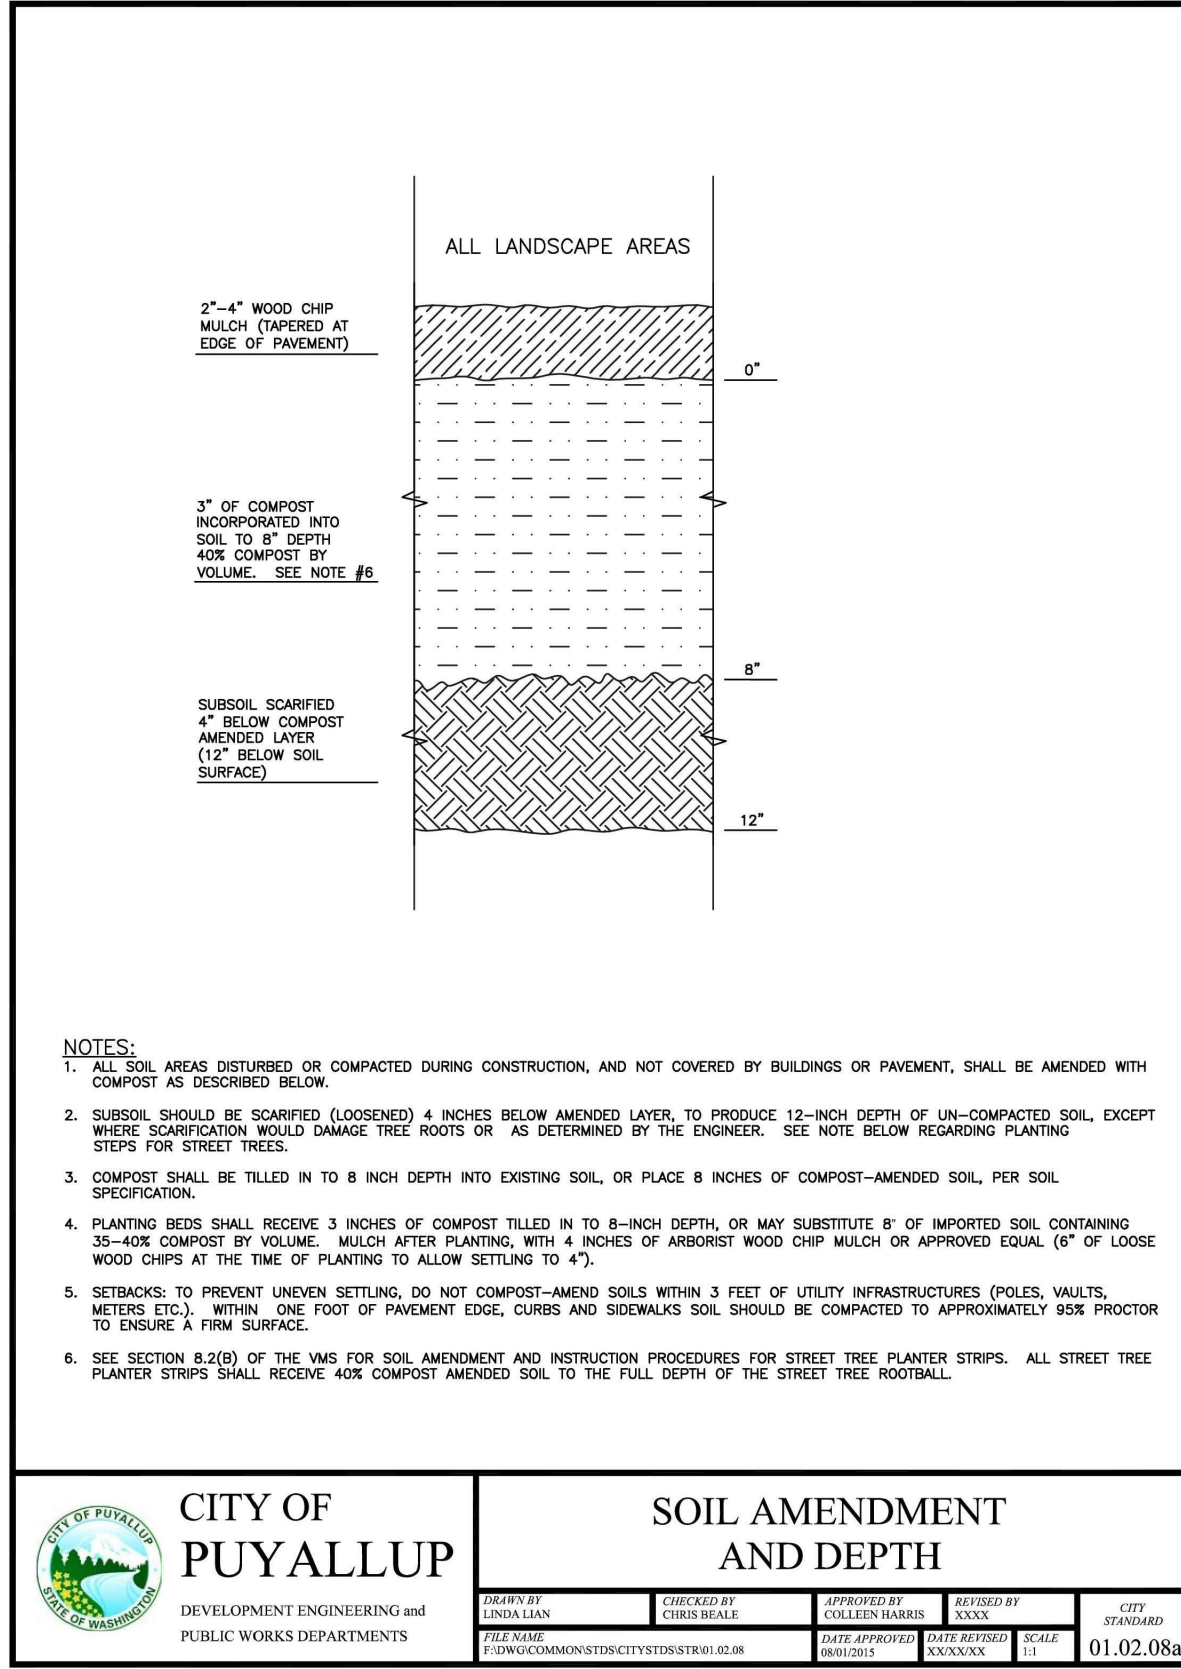 ALL LANDSCAPE AREAS
2"-4" WOOD CHIP
MULCH (TAPERED AT
EDGE OF PAVEMENT)
0"
3" OF COMPOST
INCORPORATED INTO
SOIL TO 8" DEPTH
40% COMPOST BY
VOLUME. SEE NOTE #6
8"
SUBSOIL SCARIFIED
4" BELOW COMPOST
AMENDED LAYER
(12" BELOW SOIL
SURFACE)
12"
NOTES:
1. ALL SOIL AREAS DISTURBED OR COMPACTED DURING CONSTRUCTION, AND NOT COVERED BY BUILDINGS OR PAVEMENT, SHALL BE AMENDED WITH
COMPOST AS DESCRIBED BELOW.
2. SUBSOIL SHOULD BE SCARIFIED (LOOSENED) 4 INCHES BELOW AMENDED LAYER, TO PRODUCE 12-INCH DEPTH OF UN-COMPACTED SOIL, EXCEPT
WHERE SCARIFICATION WOULD DAMAGE TREE ROOTS OR AS DETERMINED BY THE ENGINEER. SEE NOTE BELOW REGARDING PLANTING
STEPS FOR STREET TREES.
3. COMPOST SHALL BE TILLED IN TO 8 INCH DEPTH INTO EXISTING SOIL, OR PLACE 8 INCHES OF COMPOST-AMENDED SOIL, PER SOIL
SPECIFICATION.
4. PLANTING BEDS SHALL RECEIVE 3 INCHES OF COMPOST TILLED IN TO 8-INCH DEPTH, OR MAY SUBSTITUTE 8" OF IMPORTED SOIL CONTAINING
35-40% COMPOST BY VOLUME. MULCH AFTER PLANTING, WITH 4 INCHES OF ARBORIST WOOD CHIP MULCH OR APPROVED EQUAL (6" OF LOOSE
WOOD CHIPS AT THE TIME OF PLANTING TO ALLOW SETTLING TO 4").
5. SETBACKS: TO PREVENT UNEVEN SETTLING, DO NOT COMPOST-AMEND SOILS WITHIN 3 FEET OF UTILITY INFRASTRUCTURES (POLES, VAULTS,
METERS ETC.). WITHIN ONE FOOT OF PAVEMENT EDGE, CURBS AND SIDEWALKS SOIL SHOULD BE COMPACTED TO APPROXIMATELY 95% PROCTOR
TO ENSURE A FIRM SURFACE.
6. SEE SECTION 8.2(B) OF THE VMS FOR SOIL AMENDMENT AND INSTRUCTION PROCEDURES FOR STREET TREE PLANTER STRIPS. ALL STREET TREE
PLANTER STRIPS SHALL RECEIVE 40% COMPOST AMENDED SOIL TO THE FULL DEPTH OF THE STREET TREE ROOTBALL.
CITY OF PUYALLUP
STATE OF WASHINGTON
CITY OF
PUYALLUP
DEVELOPMENT ENGINEERING and
PUBLIC WORKS DEPARTMENTS
SOIL AMENDMENT
AND DEPTH
DRAWN BY
LINDA LIAN
CHECKED BY
CHRIS BEALE
APPROVED BY
COLLEEN HARRIS
REVISED BY
XXXX
FILE NAME
F:\DWG\COMMON\STDS\CITYSTDS\STR\01.02.08
DATE APPROVED
08/01/2015
DATE REVISED
XX/XX/XX
SCALE
1:1
CITY
STANDARD
01.02.08a